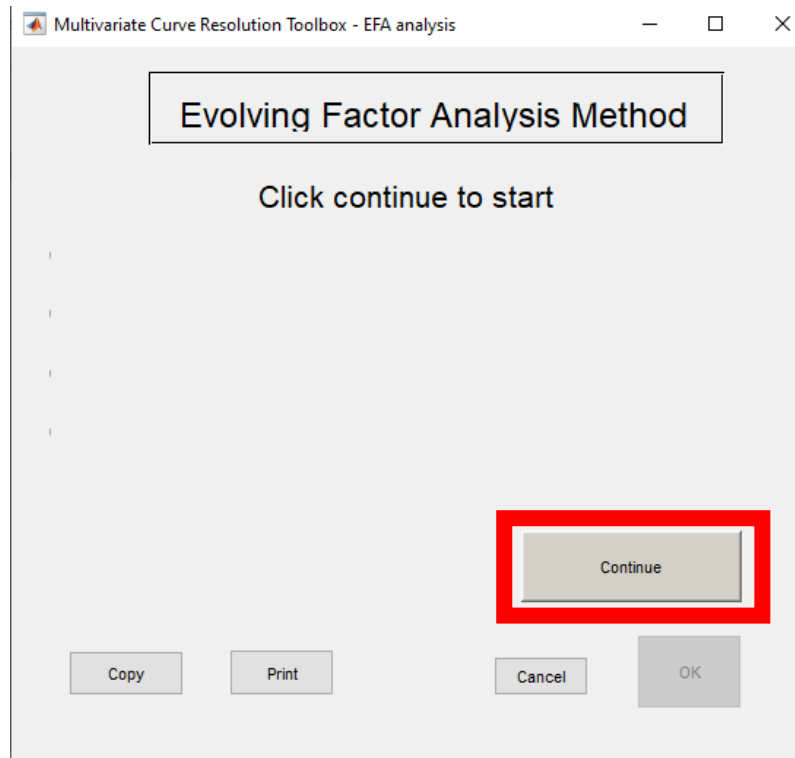 Multivariate Curve Resolution Toolbox - EFA analysis
Evolving Factor Analysis Method
Click continue to start
Continue
Copy Print Cancel OK